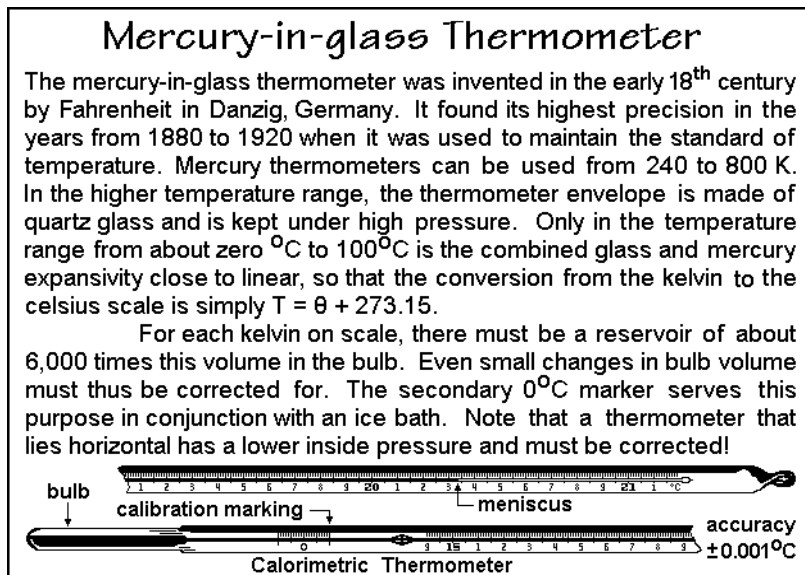 Mercury-in-glass Thermometer
The mercury-in-glass thermometer was invented in the early 18th century
by Fahrenheit in Danzig, Germany. It found its highest precision in the
years from 1880 to 1920 when it was used to maintain the standard of
temperature. Mercury thermometers can be used from 240 to 800 K.
In the higher temperature range, the thermometer envelope is made of
quartz glass and is kept under high pressure. Only in the temperature
range from about zero °C to 100°C is the combined glass and mercury
expansivity close to linear, so that the conversion from the kelvin to the
celsius scale is simply T = θ + 273.15.
For each kelvin on scale, there must be a reservoir of about
6,000 times this volume in the bulb. Even small changes in bulb volume
must thus be corrected for. The secondary 0°C marker serves this
purpose in conjunction with an ice bath. Note that a thermometer that
lies horizontal has a lower inside pressure and must be corrected!
1 2 3 4 5 6 7 8 9 20 1 2 3 4 5 6 7 8 9 21 1 °C
bulb
calibration marking
meniscus
0 9 15 1 2 3 4 5 6 7 8 9
accuracy
±0.001°C
Calorimetric Thermometer